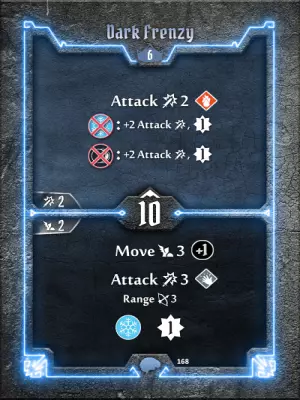 Dark Frenzy
6
Attack 2
: +2 Attack , 1
: +2 Attack , 1
2
10
2
Move 3 +1
Attack 3
Range 3
1
168